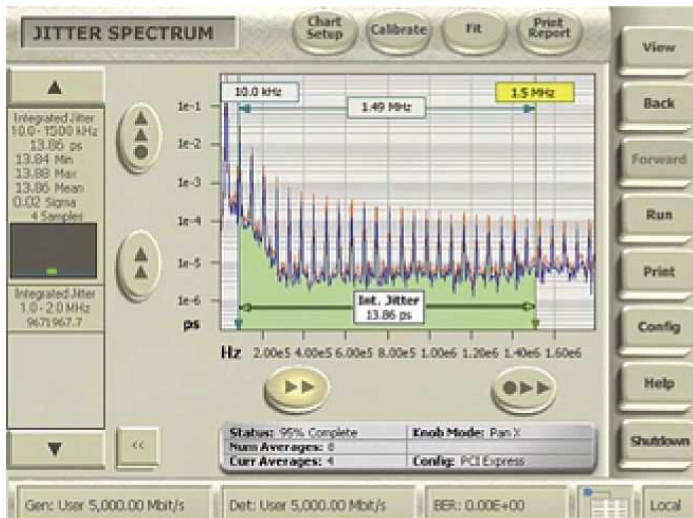 JITTER SPECTRUM
Chart Setup
Calibrate
Fit
Print Report
View
Back
Forward
Run
Print
Config
Help
Shutdown
Integrated Jitter
10.0 - 1500 kHz
13.86 ps
13.84 Min
13.88 Max
13.86 Mean
0.02 Sigma
4 Samples
Integrated Jitter
1.0 - 2.0 MHz
9671967.7
<<
10.0 kHz
1.49 MHz
1.5 MHz
1e-1
1e-2
1e-3
1e-4
1e-5
1e-6
ps
Int. Jitter
13.86 ps
Hz 2.00e5 4.00e5 6.00e5 8.00e5 1.00e6 1.20e6 1.40e6 1.60e6
Status: 95% Complete
Knob Mode: Pan X
Num Averages: 8
Curr Averages: 4
Config: PCI Express
Gen: User 5,000.00 Mbit/s
Det: User 5,000.00 Mbit/s
BER: 0.00E+00
Local